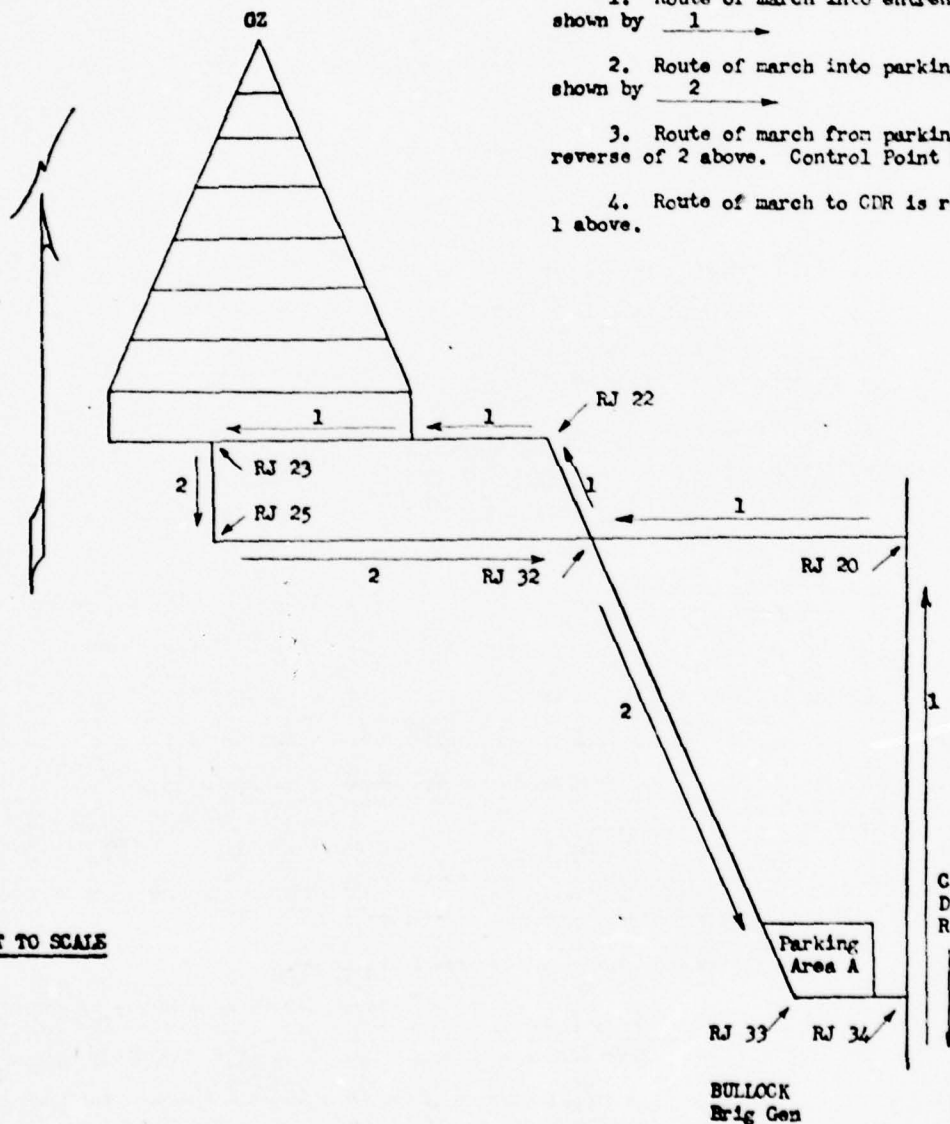 GZ
shown by 1
2. Route of march into parkin
shown by 2
3. Route of march from parkin
reverse of 2 above. Control Point
4. Route of march to CDR is r
1 above.
1
1
RJ 22
RJ 23
2
1
RJ 25
1
2
RJ 32
RJ 20
2
1
C
D
R
T TO SCALE
Parking
Area A
RJ 33
RJ 34
BULLOCK
Brig Gen